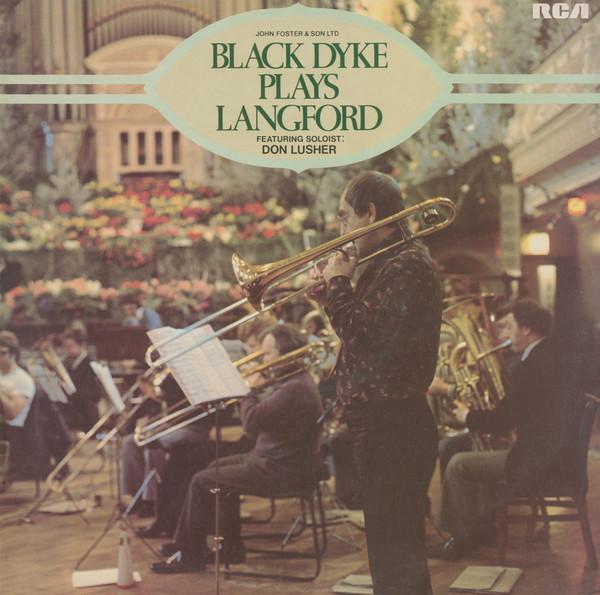 RCA
JOHN FOSTER & SON LTD
BLACK DYKE
PLAYS
LANGFORD
FEATURING SOLOIST:
DON LUSHER